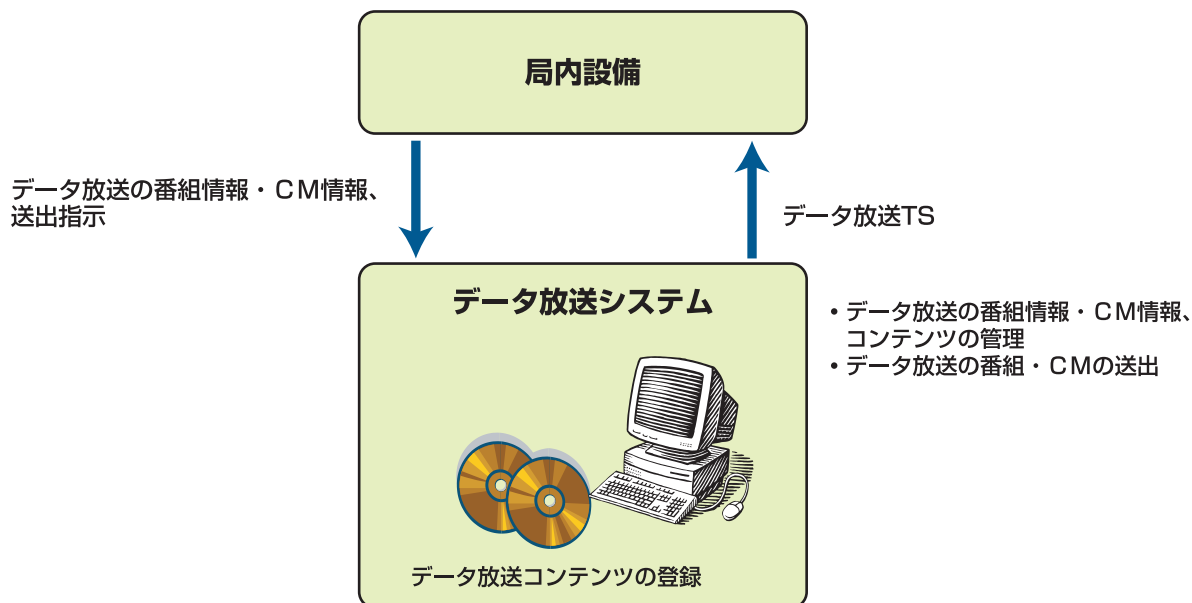 局内設備
データ放送の番組情報・CM情報、
送出指示
データ放送TS
データ放送システム
• データ放送の番組情報・CM情報、
コンテンツの管理
• データ放送の番組・CMの送出
データ放送コンテンツの登録